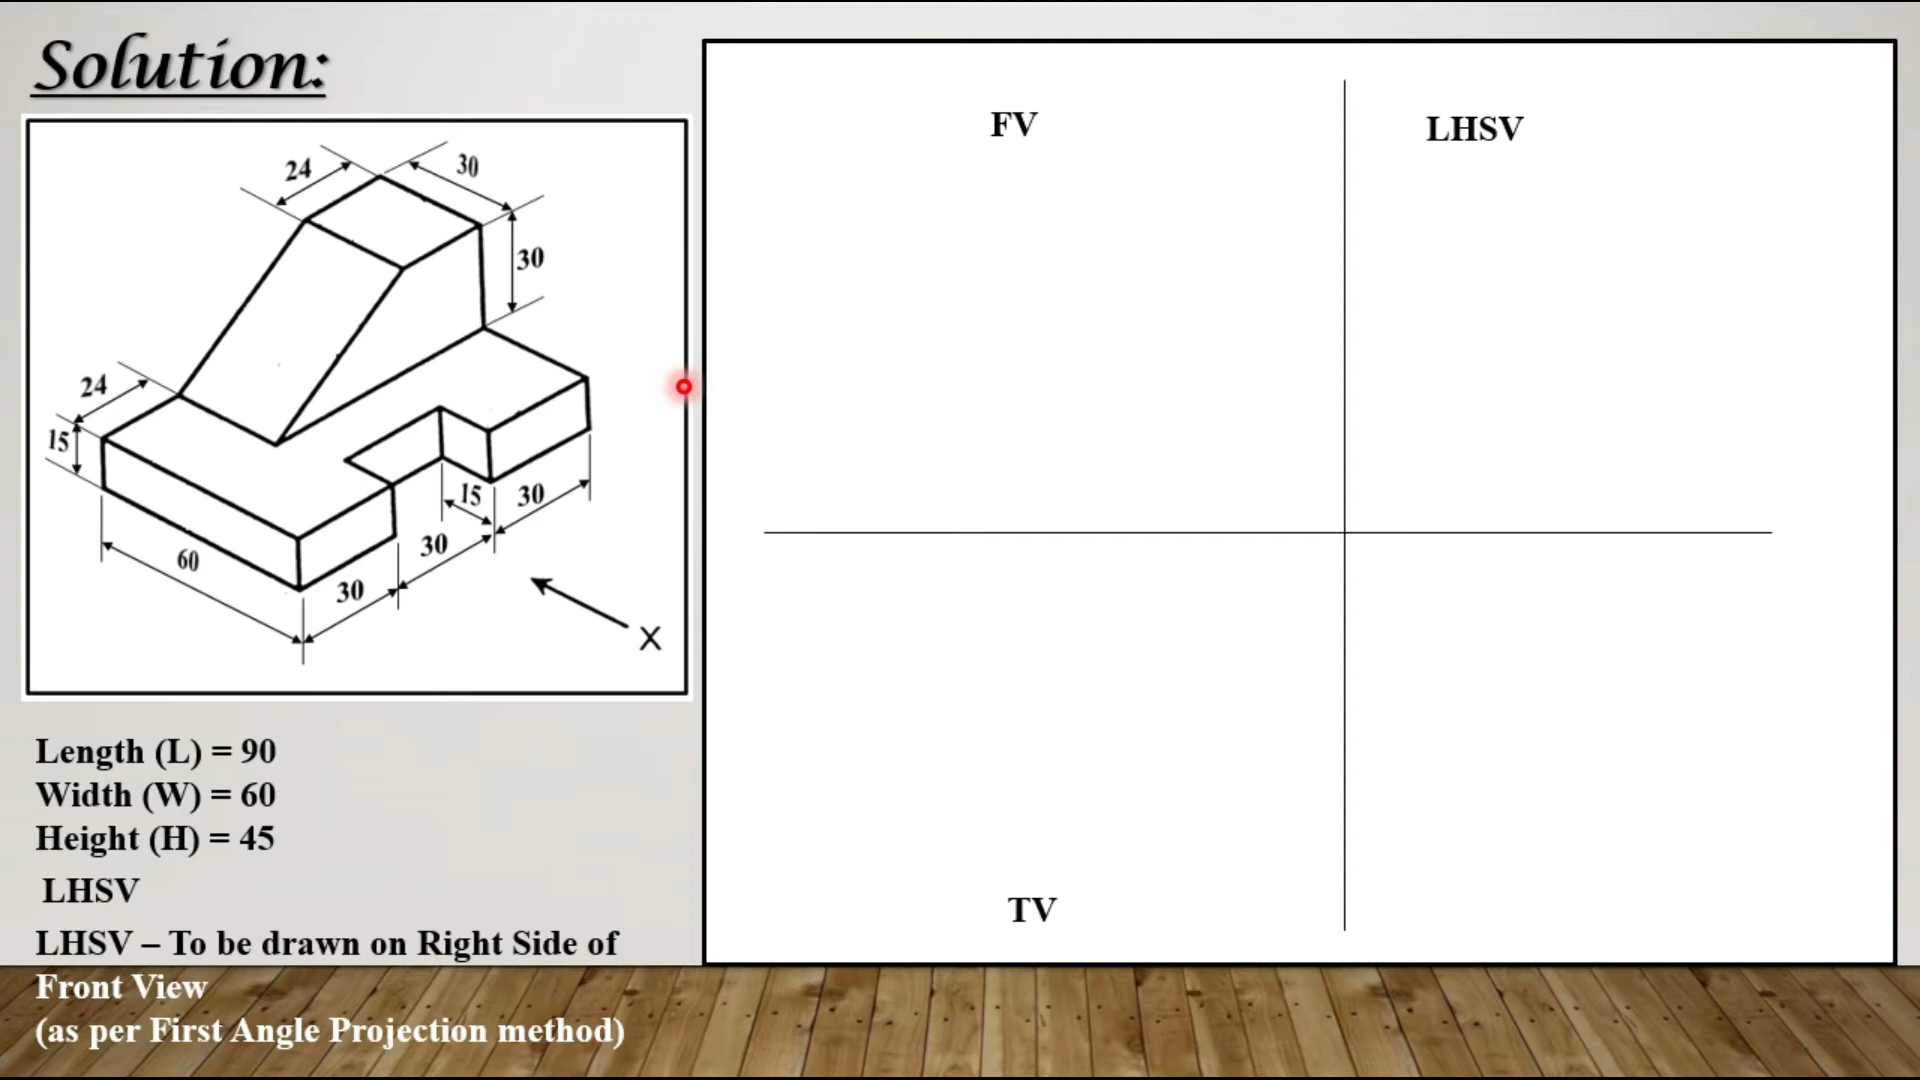 Solution:
24
30
30
24
15
15
30
30
60
30
X
FV
LHSV
TV
Length (L) = 90
Width (W) = 60
Height (H) = 45
LHSV
LHSV – To be drawn on Right Side of
Front View
(as per First Angle Projection method)